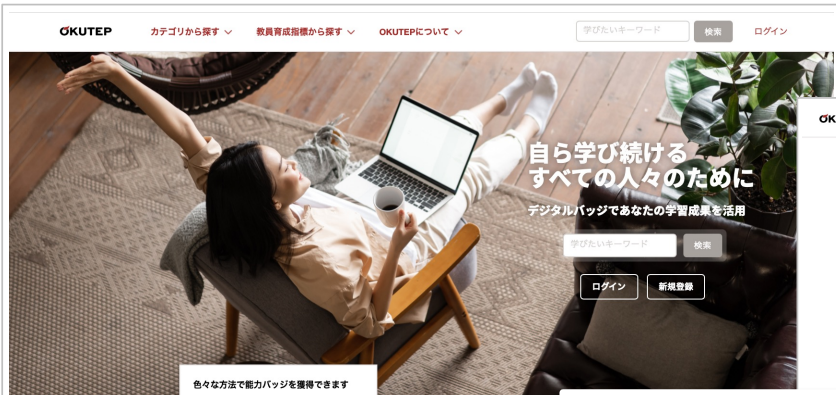 OKUTEP
カテゴリから探す
教員育成指標から探す
OKUTEPについて
学びたいキーワード
検索
ログイン
自ら学び続ける
すべての人々のために
デジタルバッジであなたの学習成果を活用
学びたいキーワード
検索
ログイン
新規登録
色々な方法で能力バッジを獲得できます
OK